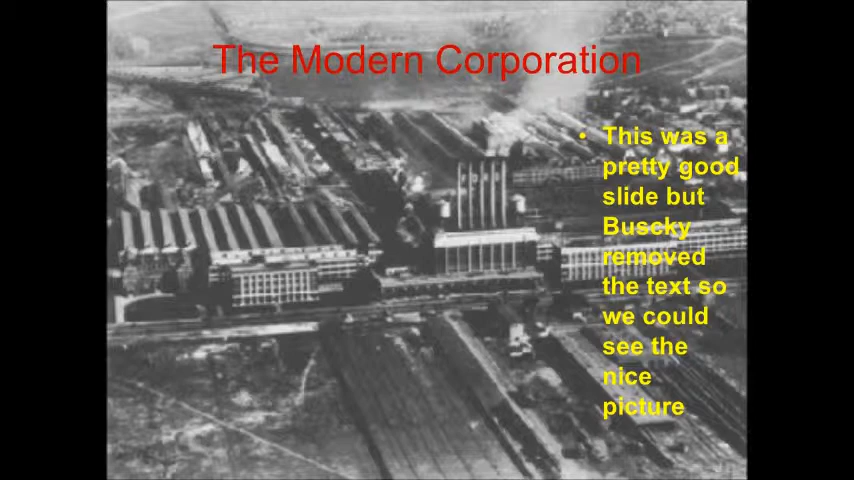 The Modern Corporation
• This was a
pretty good
slide but
Buscky
removed
the text so
we could
see the
nice
picture